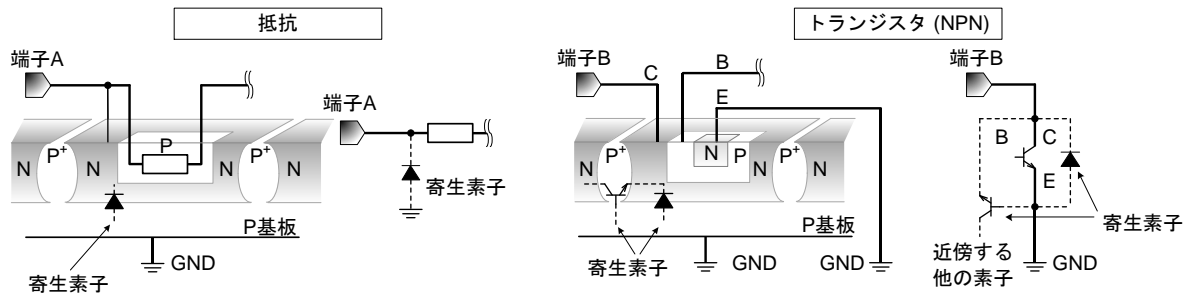 抵抗
トランジスタ (NPN)
端子A
端子A
P
N
P+
N
P+
N
N
寄生素子
P基板
GND
寄生素子
端子B
C
B
E
N
P+
N
N
P
P+
N
P基板
寄生素子
GND
GND
端子B
B
C
E
寄生素子
近傍する
他の素子
GND